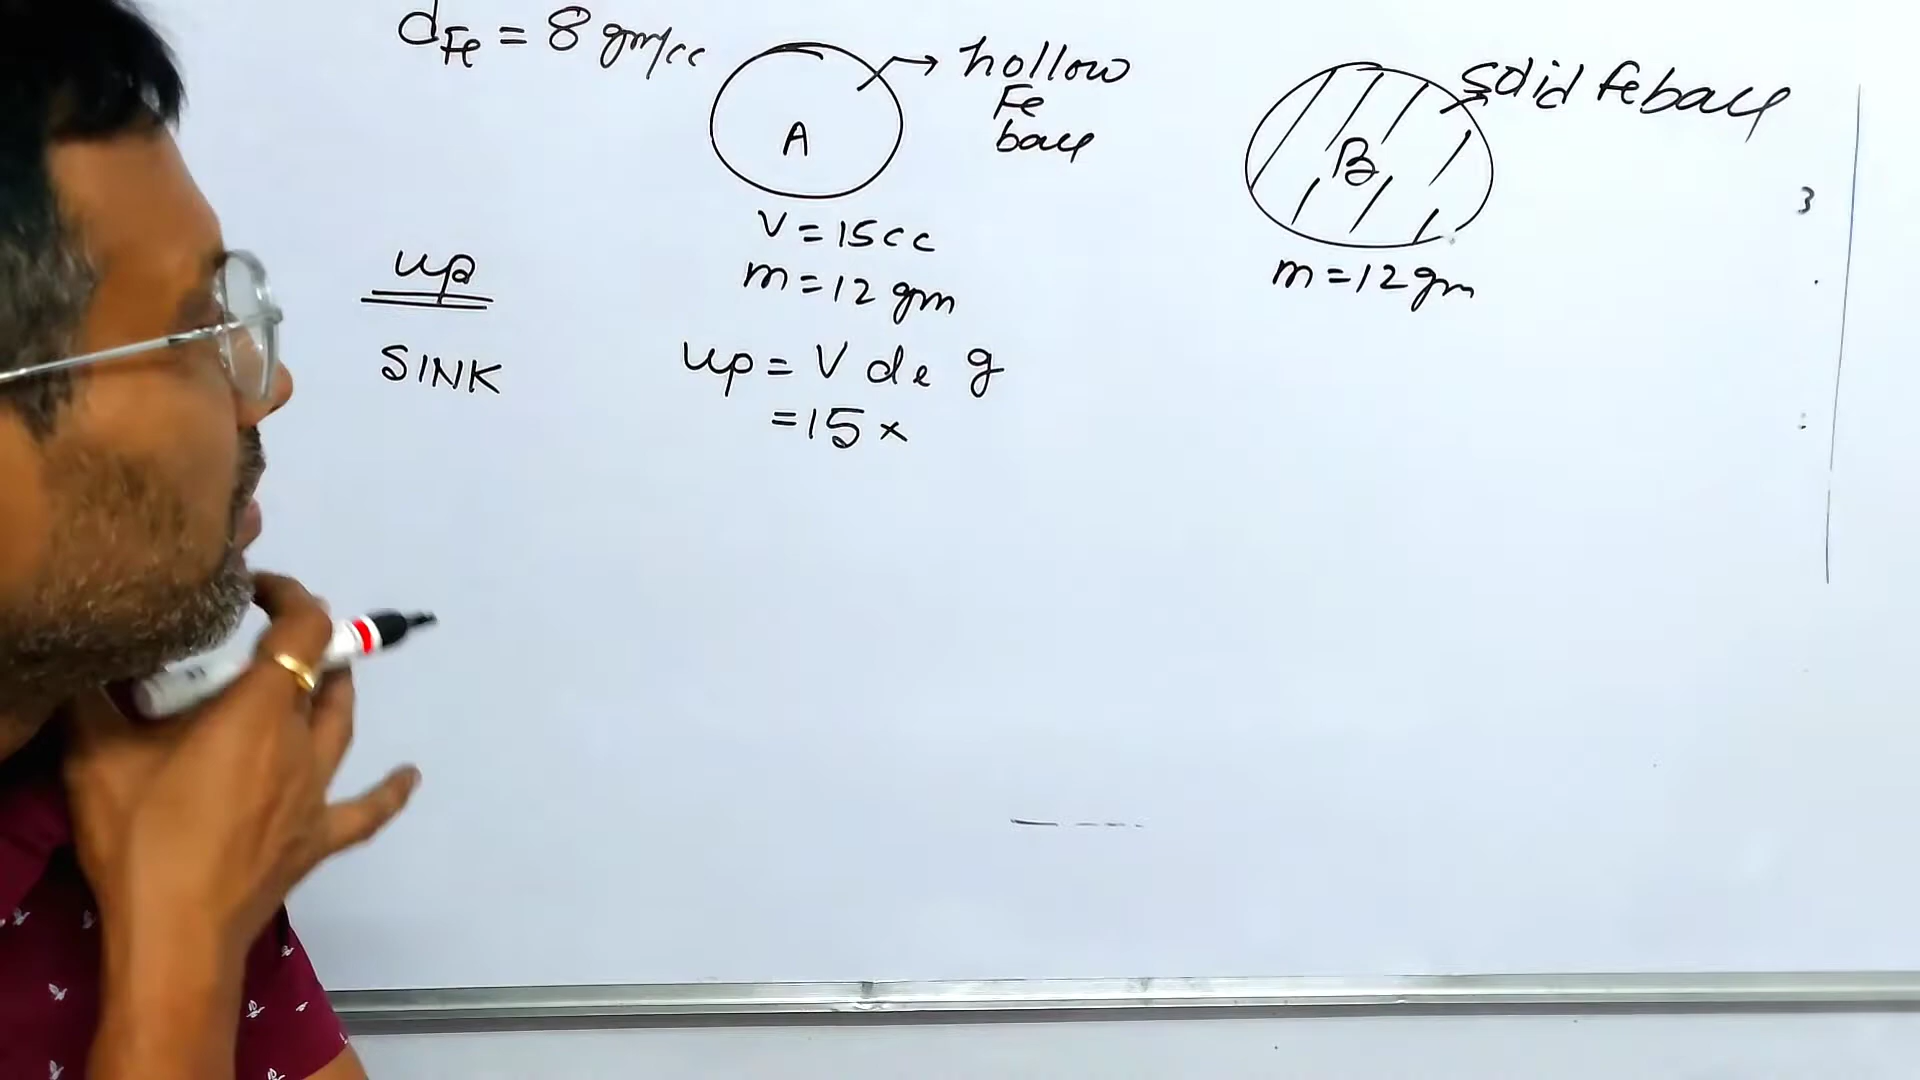 dFe = 8 gm/cc
A
hollow
Fe
ball
V = 15cc
m = 12 gm
B
solid Fe ball
m = 12 gm
up
SINK
up = V de g
= 15 ×
3